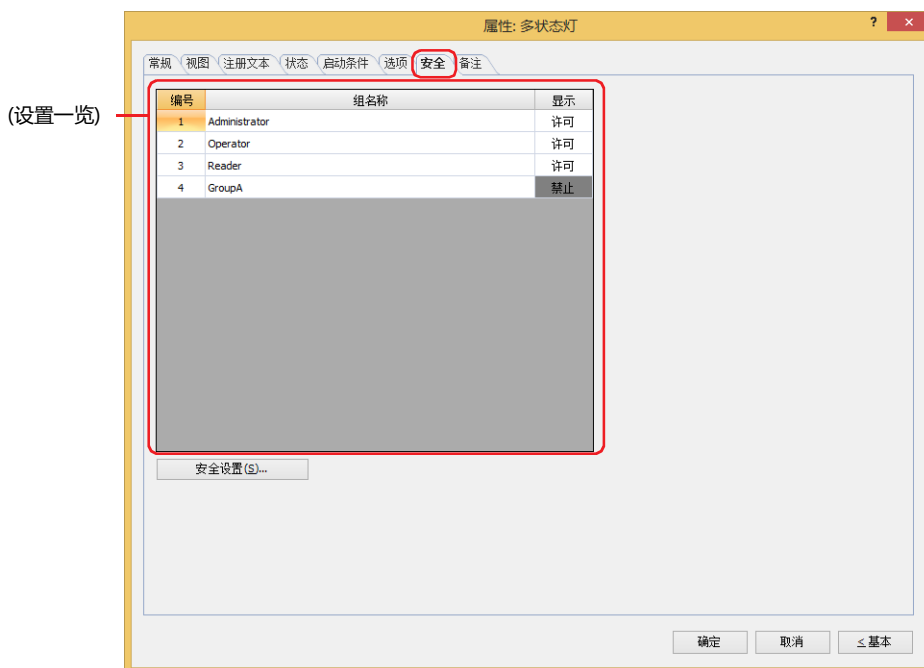 属性: 多状态灯
? ×
常规 视图 注册文本 状态 启动条件 选项 安全 备注
(设置一览)
编号 组名称 显示
1 Administrator 许可
2 Operator 许可
3 Reader 许可
4 GroupA 禁止
安全设置(S)...
确定 取消 ≤基本